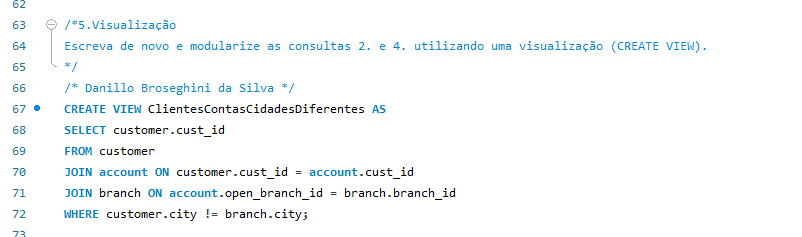 62
63 /*5.Visualização
64 Escreva de novo e modularize as consultas 2. e 4. utilizando uma visualização (CREATE VIEW).
65 */
66 /* Danillo Broseghini da Silva */
67 CREATE VIEW ClientesContasCidadesDiferentes AS
68 SELECT customer.cust_id
69 FROM customer
70 JOIN account ON customer.cust_id = account.cust_id
71 JOIN branch ON account.open_branch_id = branch.branch_id
72 WHERE customer.city != branch.city;
73